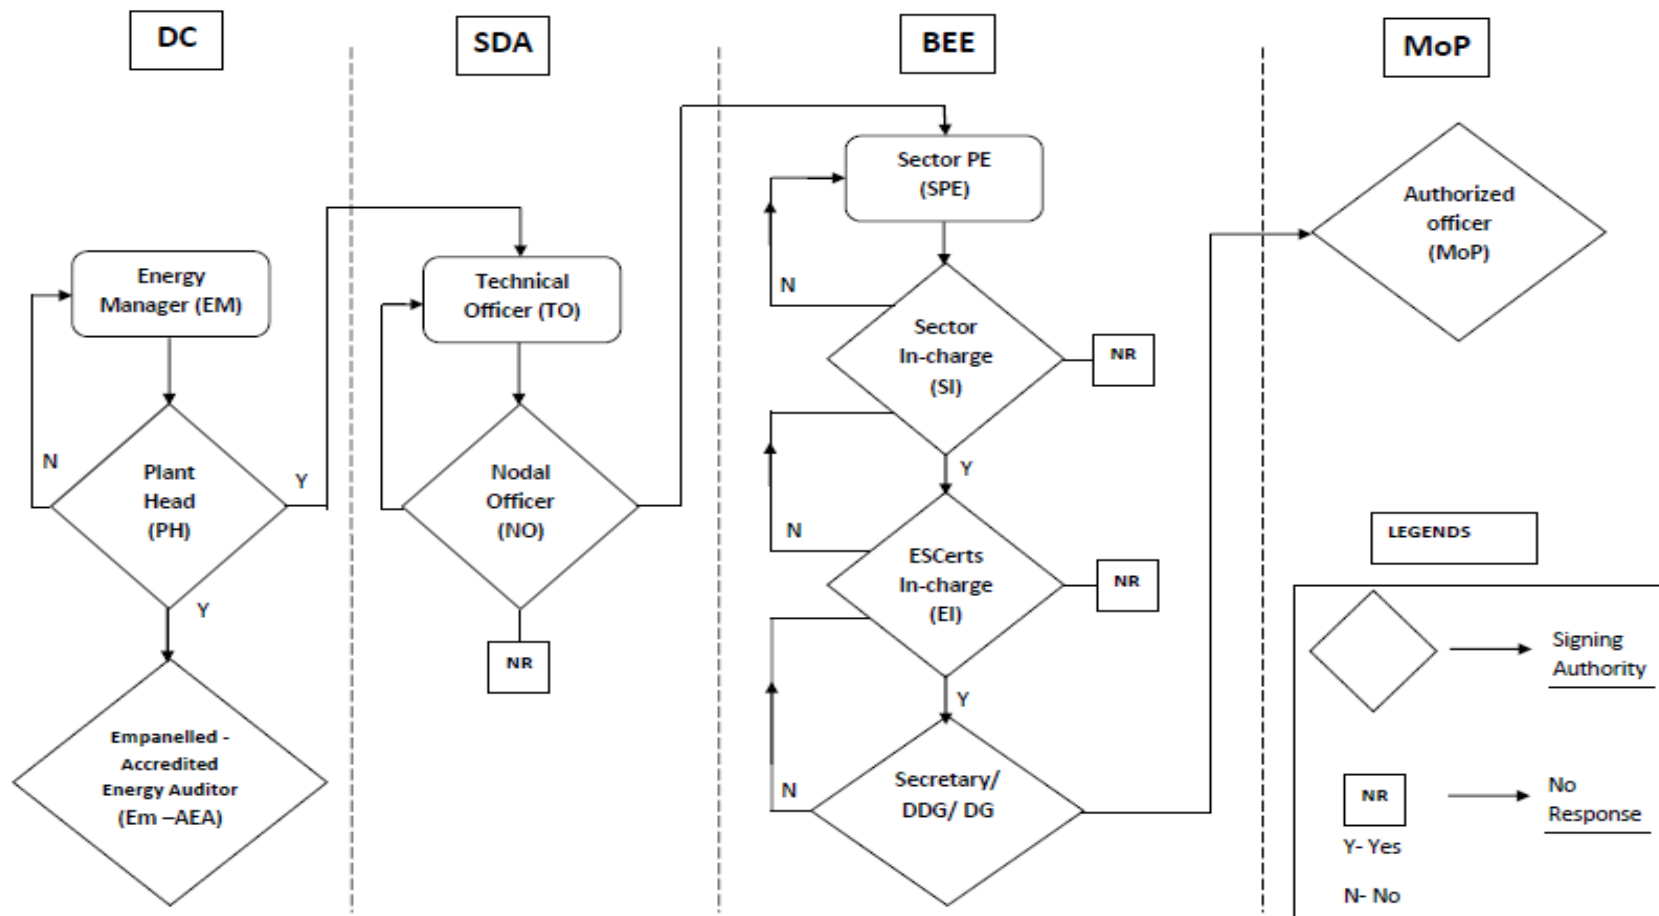 DC
SDA
BEE
MoP
Energy
Manager (EM)
N
Plant
Head
(PH)
Y
Y
Empanelled -
Accredited
Energy Auditor
(Em –AEA)
Technical
Officer (TO)
Nodal
Officer
(NO)
NR
Sector PE
(SPE)
N
Sector
In-charge
(SI)
NR
Y
N
ESCerts
In-charge
(EI)
NR
Y
N
Secretary/
DDG/ DG
Authorized
officer
(MoP)
LEGENDS
Signing
Authority
NR
No
Response
Y- Yes
N- No